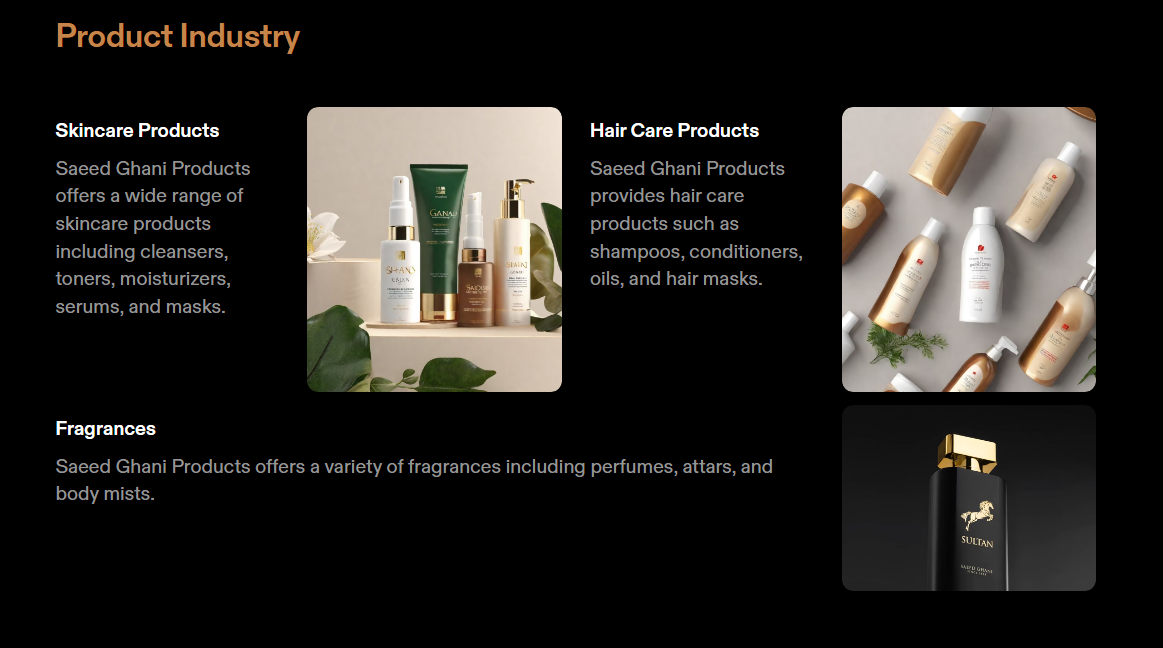 Product Industry
Skincare Products
Saeed Ghani Products
offers a wide range of
skincare products
including cleansers,
toners, moisturizers,
serums, and masks.
Hair Care Products
Saeed Ghani Products
provides hair care
products such as
shampoos, conditioners,
oils, and hair masks.
Fragrances
Saeed Ghani Products offers a variety of fragrances including perfumes, attars, and
body mists.
SULTAN
SAEED GHANI